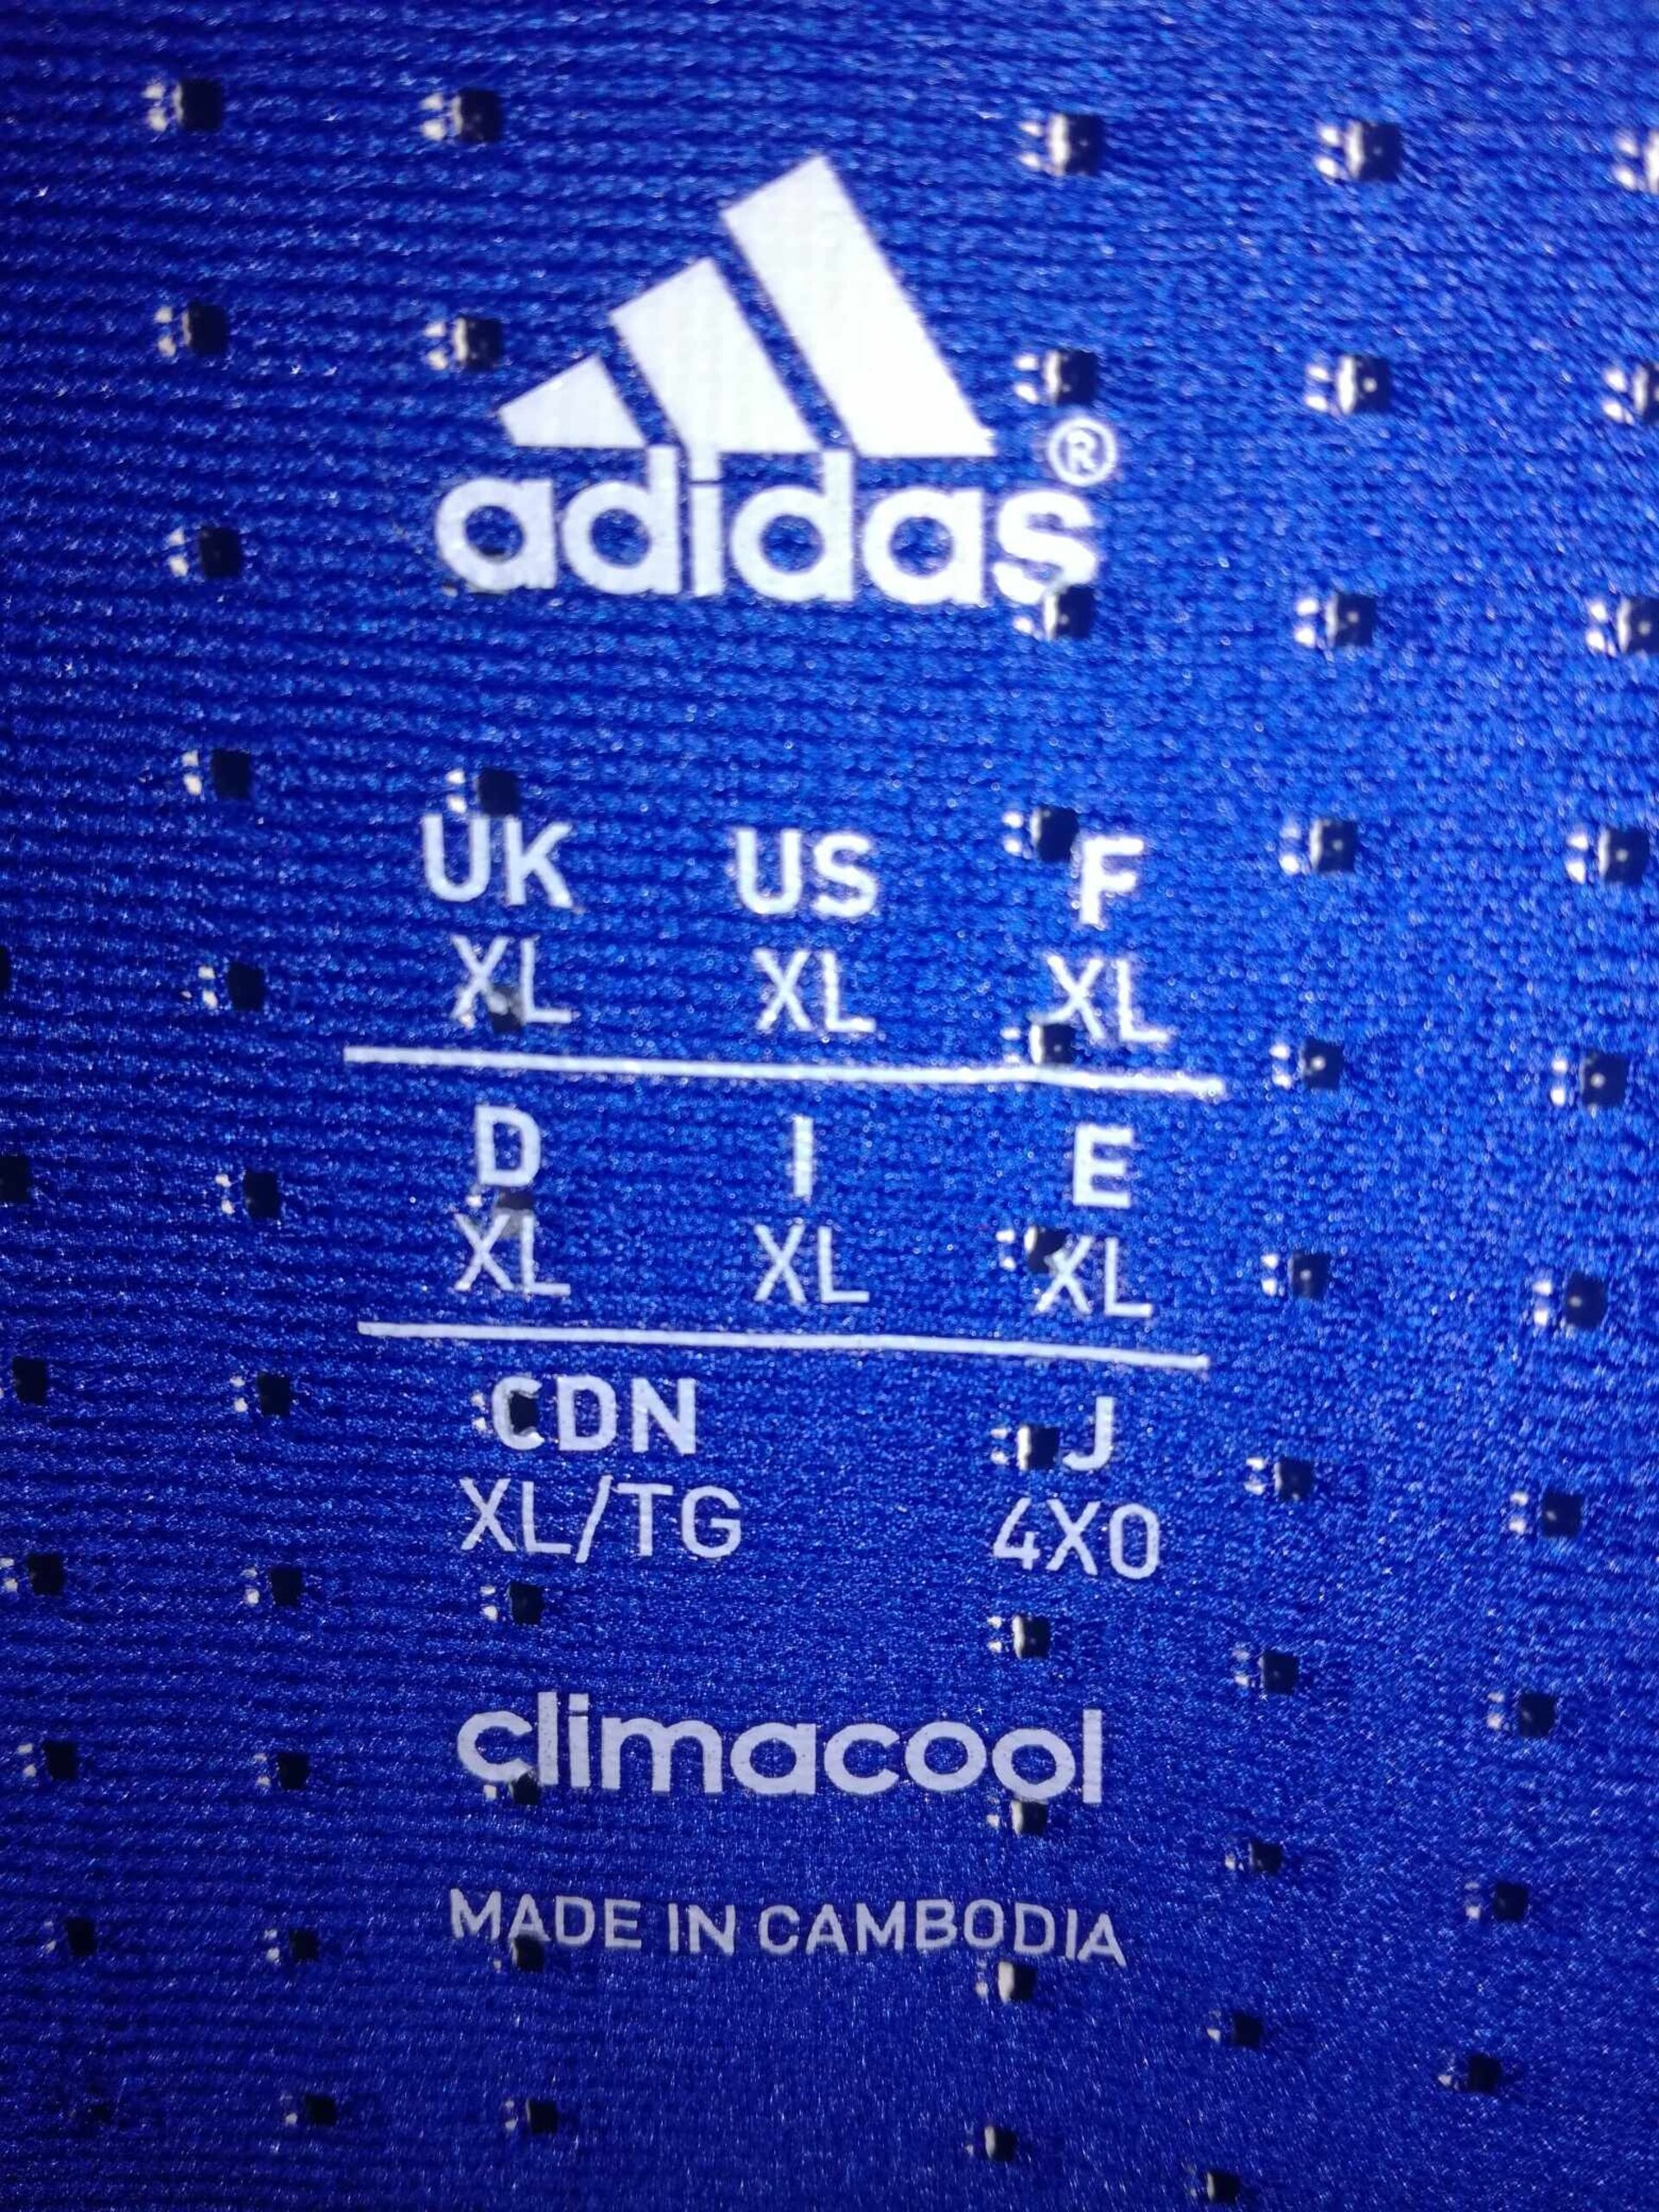 adidas®
UK US F
XL XL XL
D I E
XL XL XL
CDN J
XL/TG 4XO
climacool
MADE IN CAMBODIA